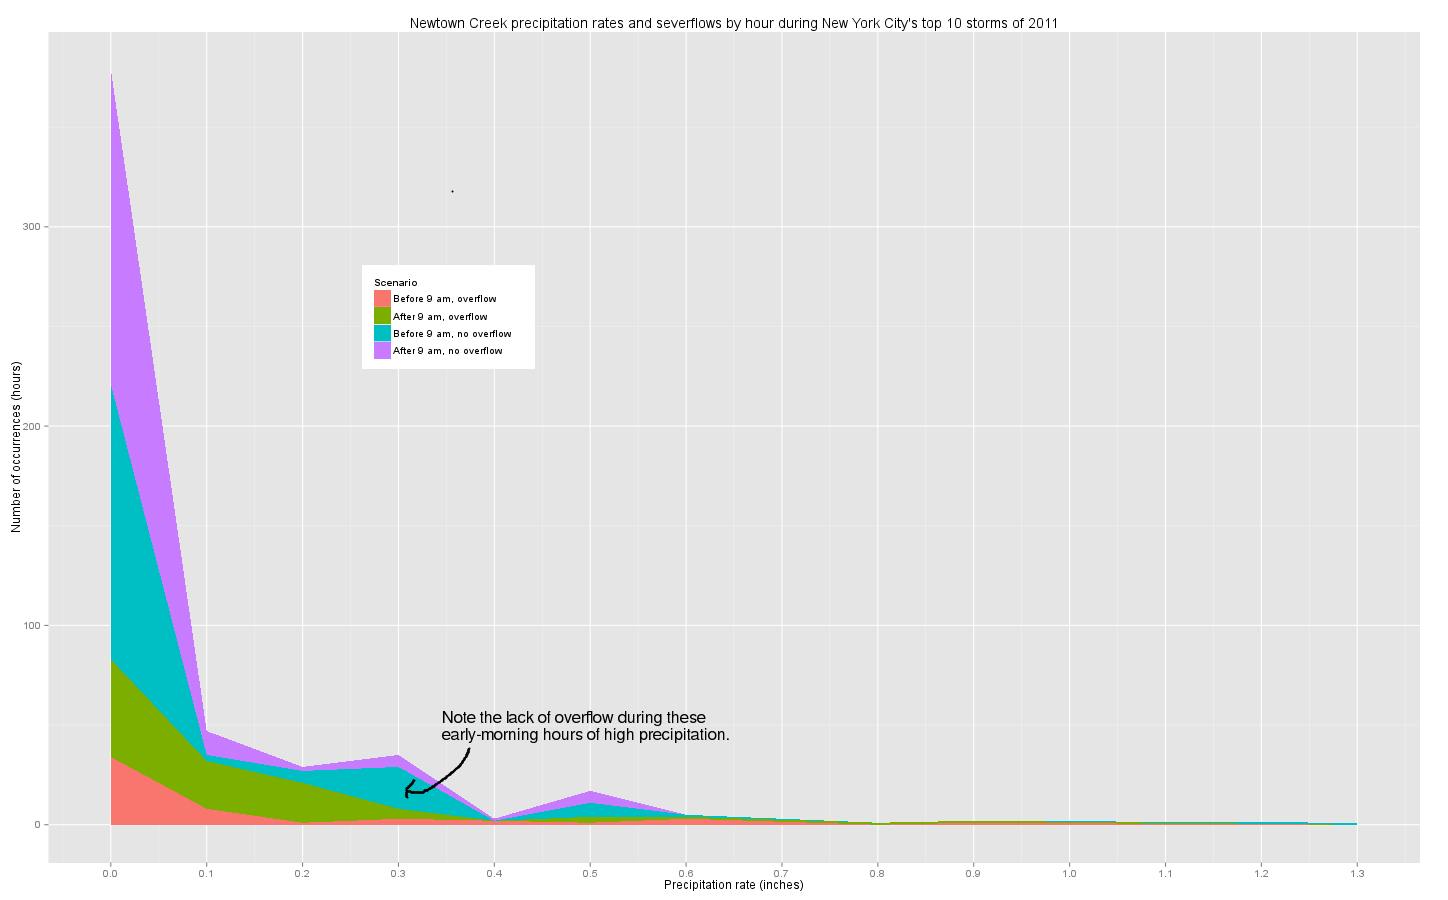 Newtown Creek precipitation rates and severflows by hour during New York City's top 10 storms of 2011
Number of occurrences (hours)
300
200
100
0
Scenario
Before 9 am, overflow
After 9 am, overflow
Before 9 am, no overflow
After 9 am, no overflow
Note the lack of overflow during these
early-morning hours of high precipitation.
0.0 0.1 0.2 0.3 0.4 0.5 0.6 0.7 0.8 0.9 1.0 1.1 1.2 1.3
Precipitation rate (inches)